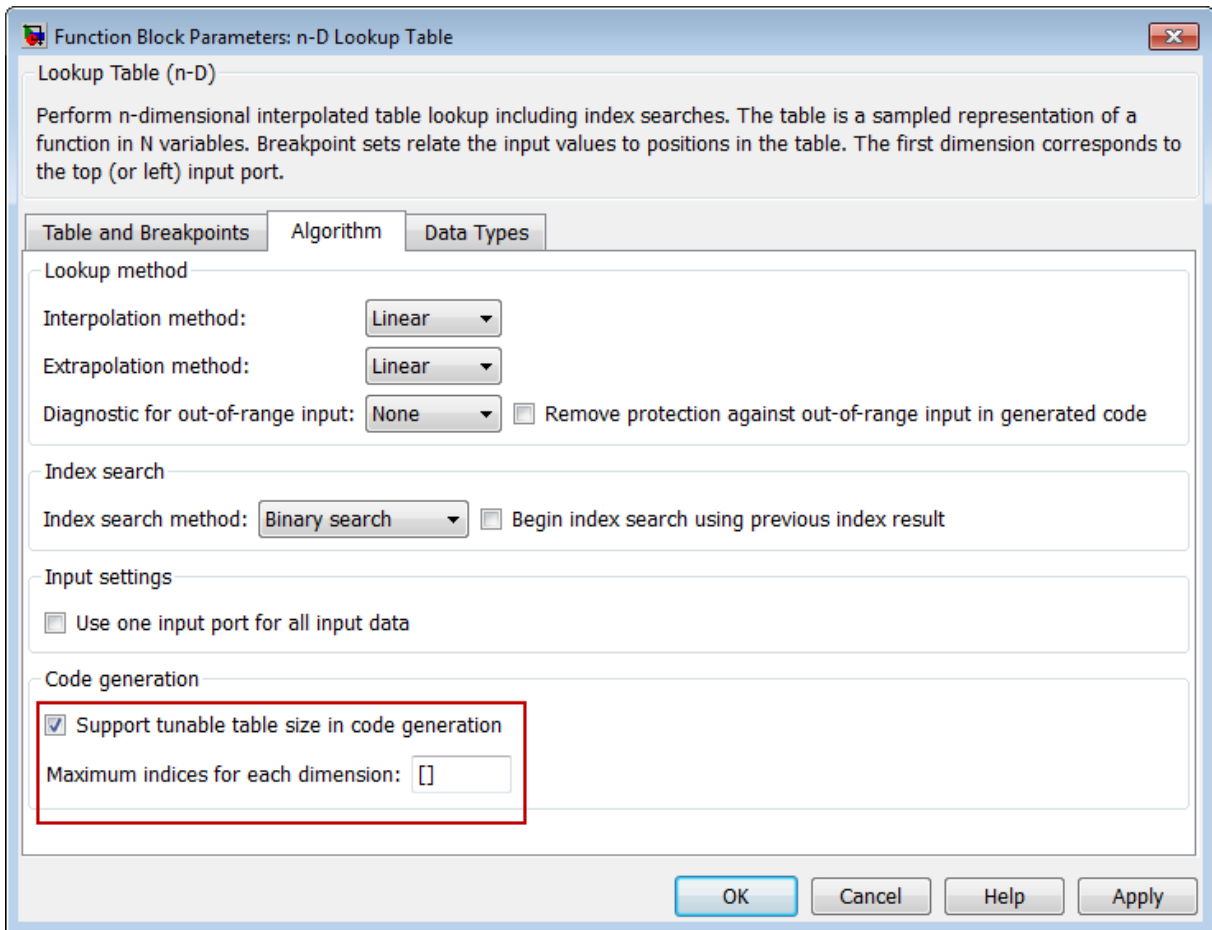 Function Block Parameters: n-D Lookup Table
Lookup Table (n-D)
Perform n-dimensional interpolated table lookup including index searches. The table is a sampled representation of a
function in N variables. Breakpoint sets relate the input values to positions in the table. The first dimension corresponds to
the top (or left) input port.
Table and Breakpoints Algorithm Data Types
Lookup method
Interpolation method: Linear
Extrapolation method: Linear
Diagnostic for out-of-range input: None Remove protection against out-of-range input in generated code
Index search
Index search method: Binary search Begin index search using previous index result
Input settings
Use one input port for all input data
Code generation
Support tunable table size in code generation
Maximum indices for each dimension: []
OK Cancel Help Apply